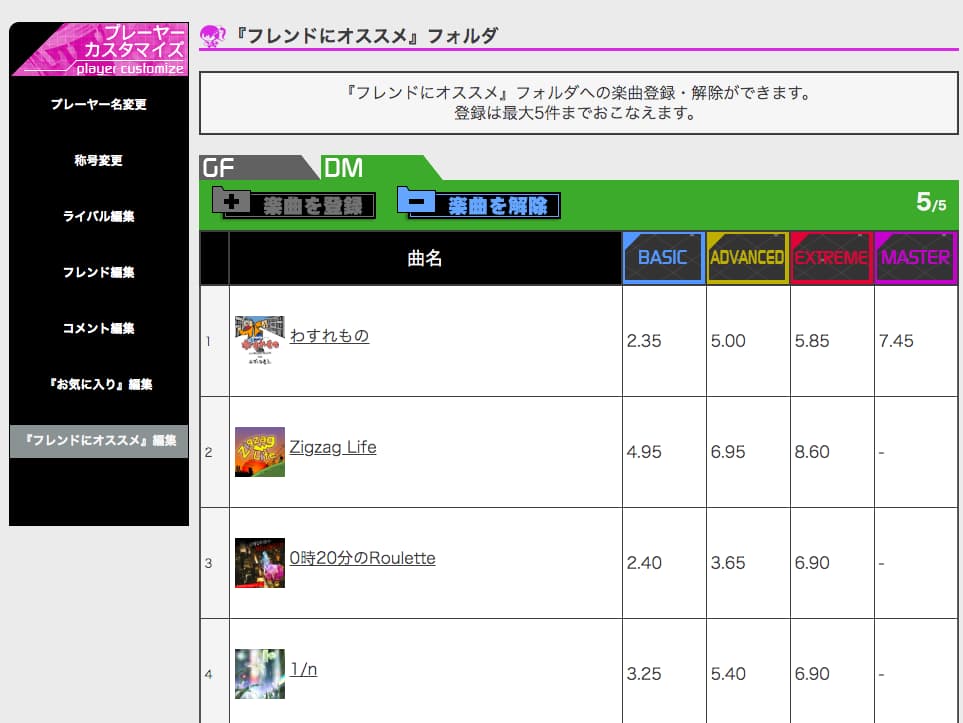 プレーヤー
カスタマイズ
player customize
プレーヤー名変更
称号変更
ライバル編集
フレンド編集
コメント編集
『お気に入り』編集
『フレンドにオススメ』編集
『フレンドにオススメ』フォルダ
『フレンドにオススメ』フォルダへの楽曲登録・解除ができます。
登録は最大5件までおこなえます。
GF DM
楽曲を登録 楽曲を解除 5/5
曲名 BASIC ADVANCED EXTREME MASTER
1 わすれもの 2.35 5.00 5.85 7.45
2 Zigzag Life 4.95 6.95 8.60 -
Zigzag
Life
3 0時20分のRoulette 2.40 3.65 6.90 -
4 1/n 3.25 5.40 6.90 -